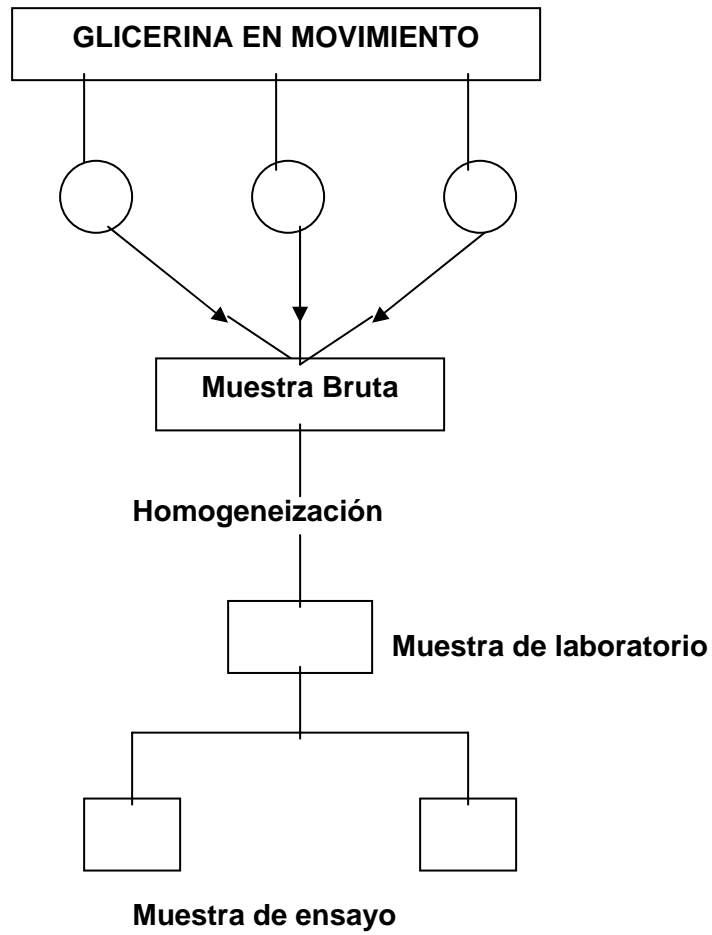 GLICERINA EN MOVIMIENTO
Muestra Bruta
Homogeneización
Muestra de laboratorio
Muestra de ensayo